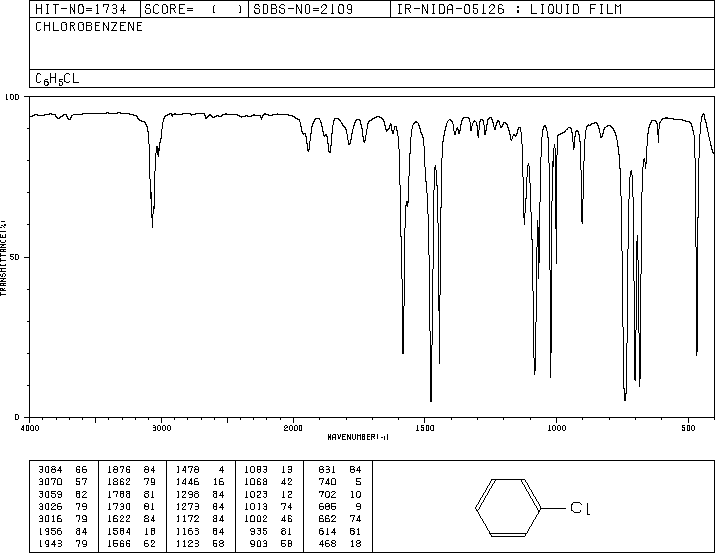 HIT-NO=1734 SCORE= ( ) SDBS-NO=2109 IR-NIDA-05126 : LIQUID FILM
CHLOROBENZENE
C6H5CL
100
50
0
TRANSMITTANCE(%)
4000 3000 2000 1500 1000 500
WAVENUMBER(-1)
3084 66 1876 84 1478 4 1083 13 831 84
3070 57 1862 79 1446 16 1068 42 740 5
3059 82 1788 81 1298 84 1023 12 702 10
3026 79 1730 81 1273 84 1013 74 685 9
3016 79 1622 84 1172 84 1002 46 662 74
1956 84 1584 18 1163 84 935 81 614 81
1943 79 1566 62 1123 58 903 58 468 18
Cl